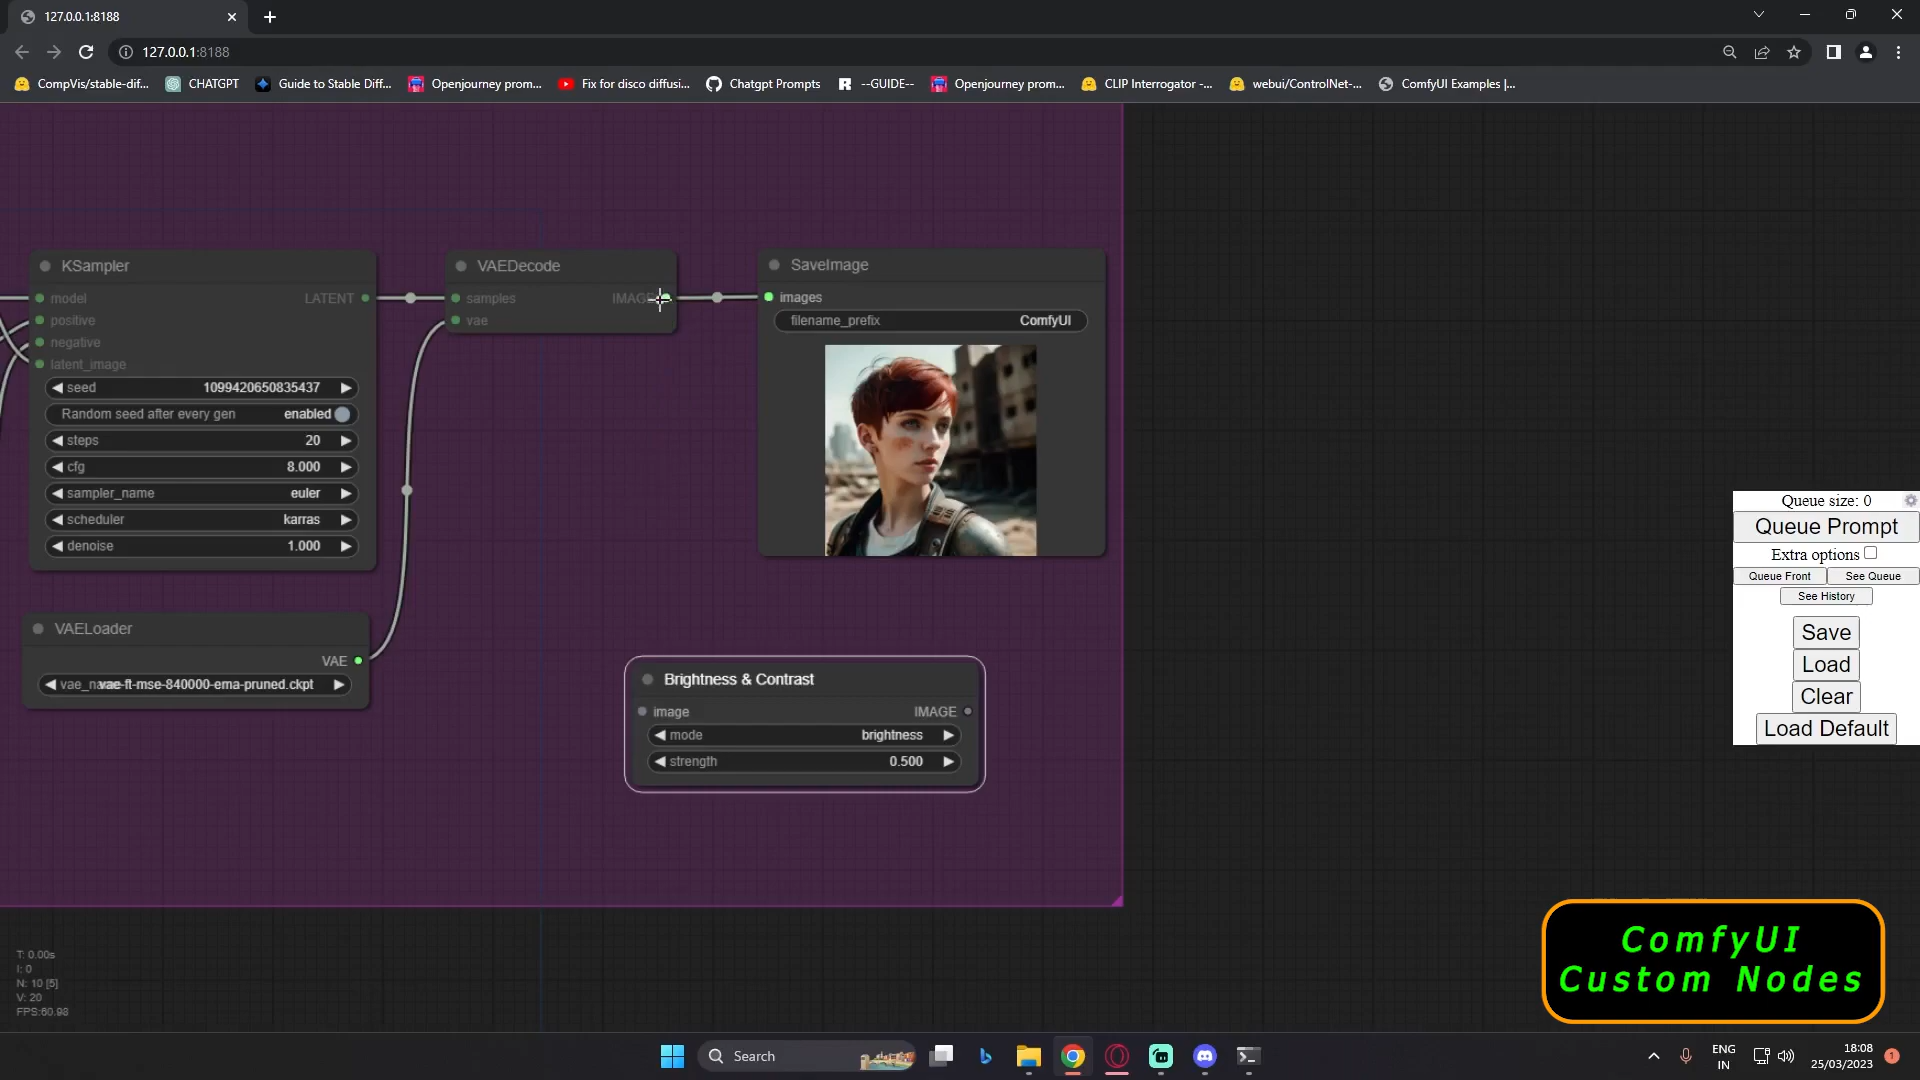 127.0.0.1:8188
127.0.0.1:8188
CompVis/stable-dif...
CHATGPT
Guide to Stable Diff...
Openjourney prom...
Fix for disco diffusi...
Chatgpt Prompts
--GUIDE--
Openjourney prom...
CLIP Interrogator -...
webui/ControlNet-...
ComfyUI Examples |...
KSampler
model LATENT
positive
negative
latent_image
seed 1099420650835437
Random seed after every gen enabled
steps 20
cfg 8.000
sampler_name euler
scheduler karras
denoise 1.000
VAEDecode
samples IMAGE
vae
SaveImage
images
filename_prefix ComfyUI
VAELoader
VAE
vae-ft-mse-840000-ema-pruned.ckpt
Brightness & Contrast
image IMAGE
mode brightness
strength 0.500
Queue size: 0
Queue Prompt
Extra options
Queue Front See Queue
See History
Save
Load
Clear
Load Default
T: 0.00s
I: 0
N: 10 [5]
V: 20
FPS:60.98
ComfyUI
Custom Nodes
Search
ENG
IN
18:08
25/03/2023
1